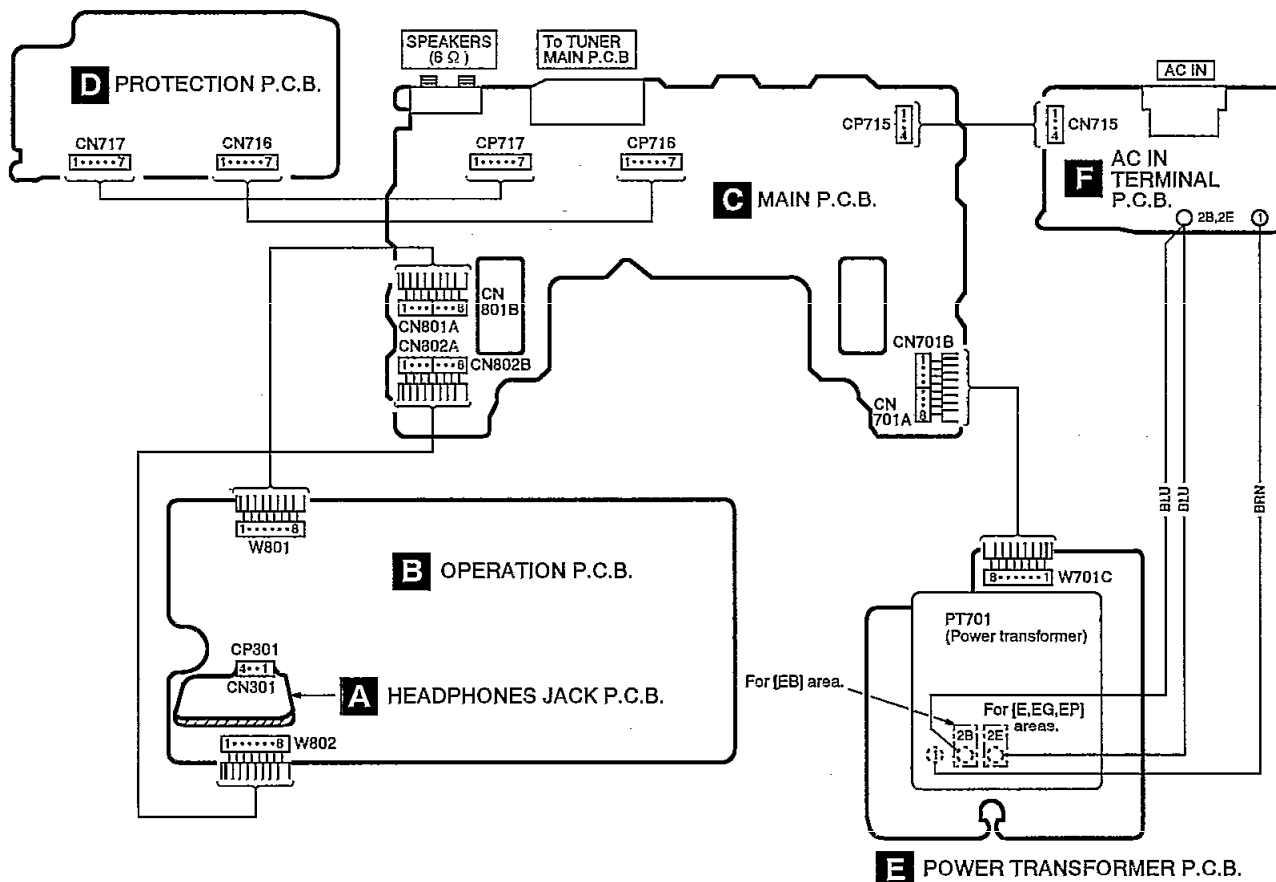 SPEAKERS
(6 Ω)
To TUNER
MAIN P.C.B
AC IN
D PROTECTION P.C.B.
CN717
1•••••7
CN716
1•••••7
CP717
1•••••7
CP716
1•••••7
CP715
1••4
CN715
1••4
F AC IN
TERMINAL
P.C.B.
2B,2E
1
C MAIN P.C.B.
CN
801B
1••• •••8
CN801A
CN802A
1••• •••8
CN802B
CN701B
1
CN
701A
8
BLU
BLU
BRN
1••••••8
W801
B OPERATION P.C.B.
CP301
4••1
CN301
A HEADPHONES JACK P.C.B.
1••••••8
W802
8••••••1
W701C
PT701
(Power transformer)
For [EB] area.
For [E,EG,EP]
areas.
2B
2E
1
E POWER TRANSFORMER P.C.B.